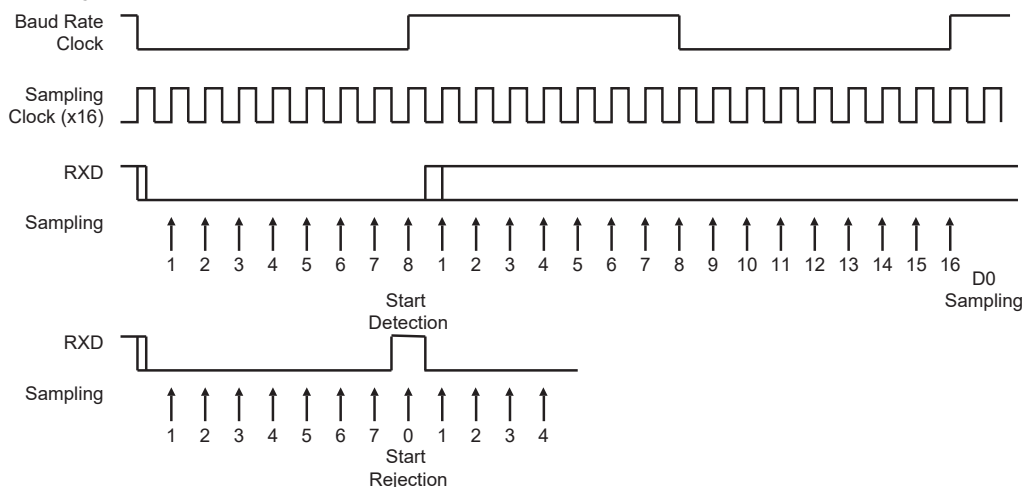 Baud Rate
Clock
Sampling
Clock (x16)
RXD
Sampling
1 2 3 4 5 6 7 8 1 2 3 4 5 6 7 8 9 10 11 12 13 14 15 16
D0
Sampling
Start
Detection
RXD
Sampling
1 2 3 4 5 6 7 0 1 2 3 4
Start
Rejection